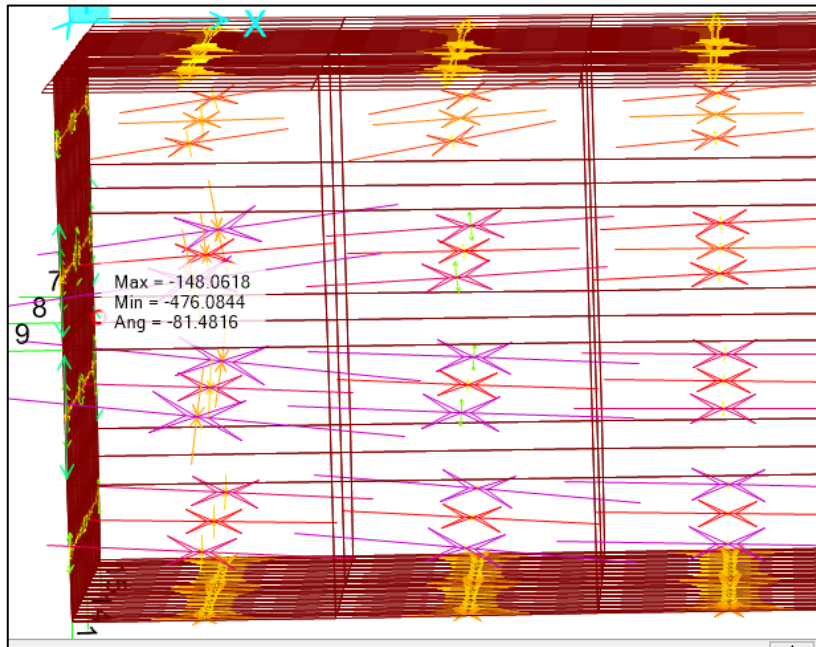 X
7
8
9
Max = -148.0618
Min = -476.0844
Ang = -81.4816
1